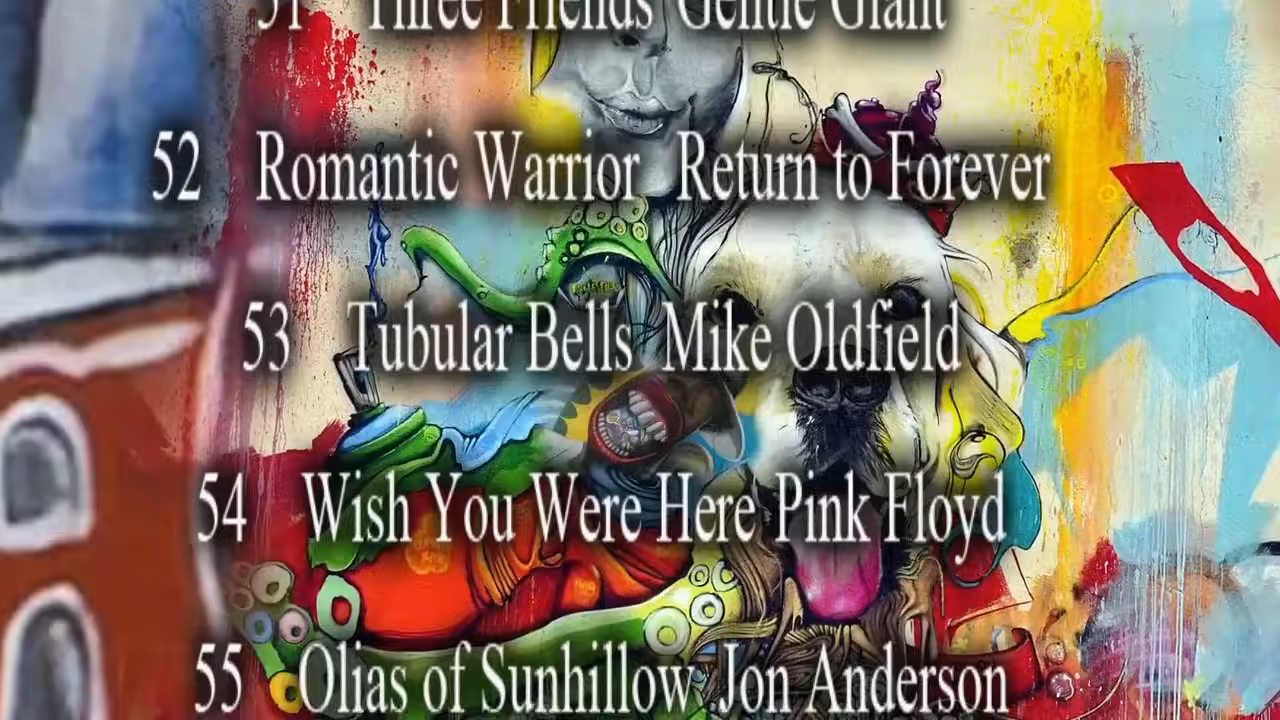 51 Three Friends Gentle Giant
52 Romantic Warrior Return to Forever
53 Tubular Bells Mike Oldfield
54 Wish You Were Here Pink Floyd
55 Olias of Sunhillow Jon Anderson